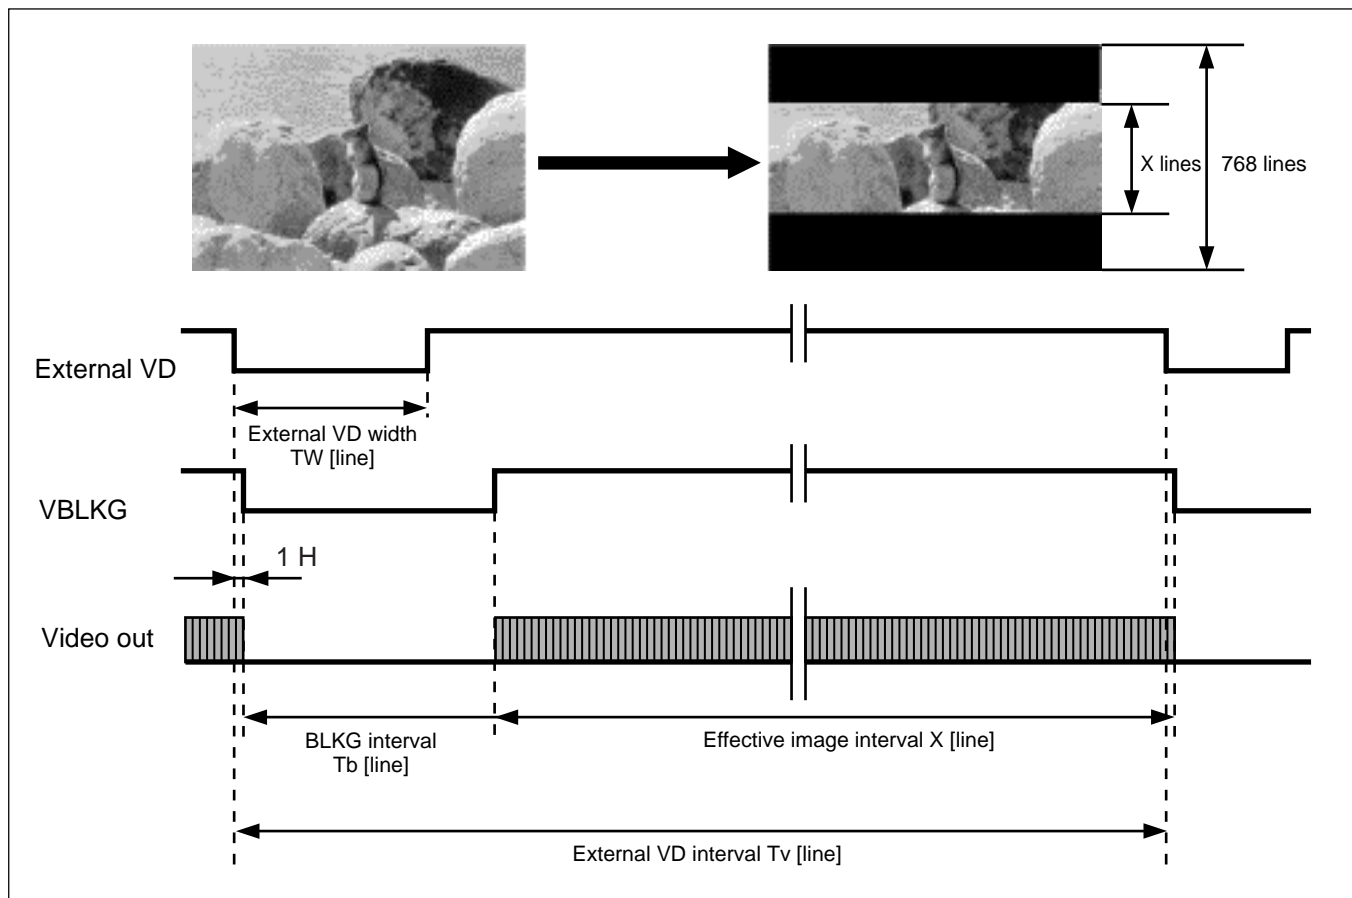 X lines
768 lines
External VD
External VD width
TW [line]
VBLKG
1 H
Video out
BLKG interval
Tb [line]
Effective image interval X [line]
External VD interval Tv [line]